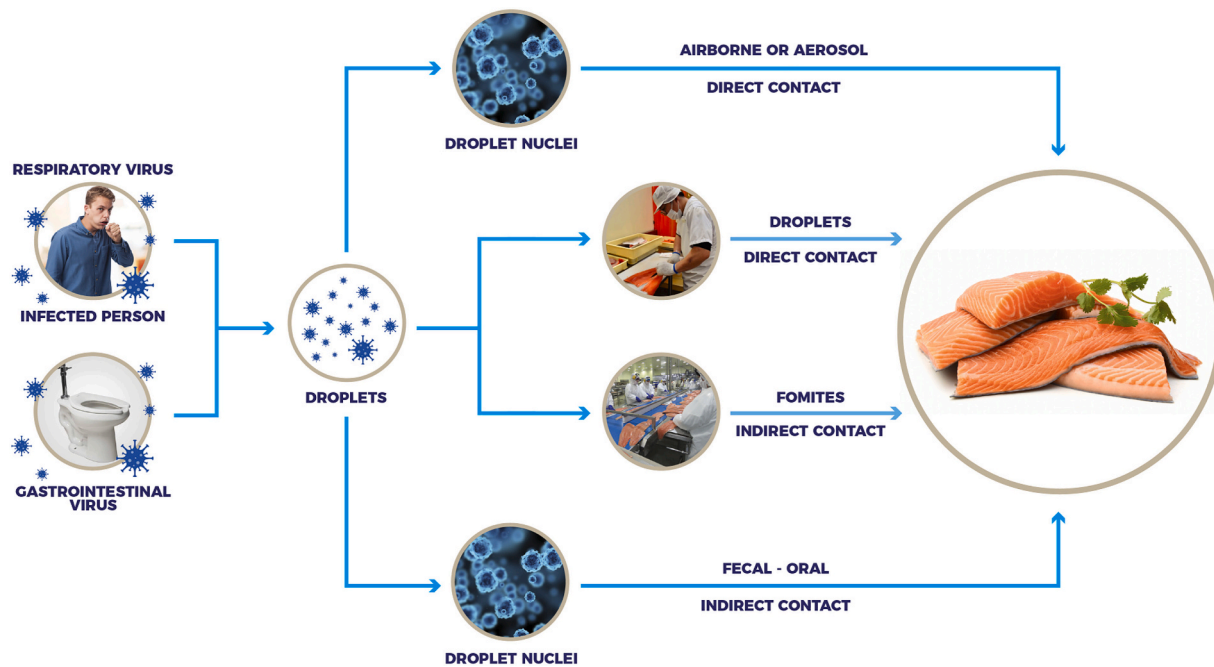 RESPIRATORY VIRUS
INFECTED PERSON
GASTROINTESTINAL
VIRUS
DROPLETS
DROPLET NUCLEI
AIRBORNE OR AEROSOL
DIRECT CONTACT
DROPLETS
DIRECT CONTACT
FOMITES
INDIRECT CONTACT
DROPLET NUCLEI
FECAL - ORAL
INDIRECT CONTACT